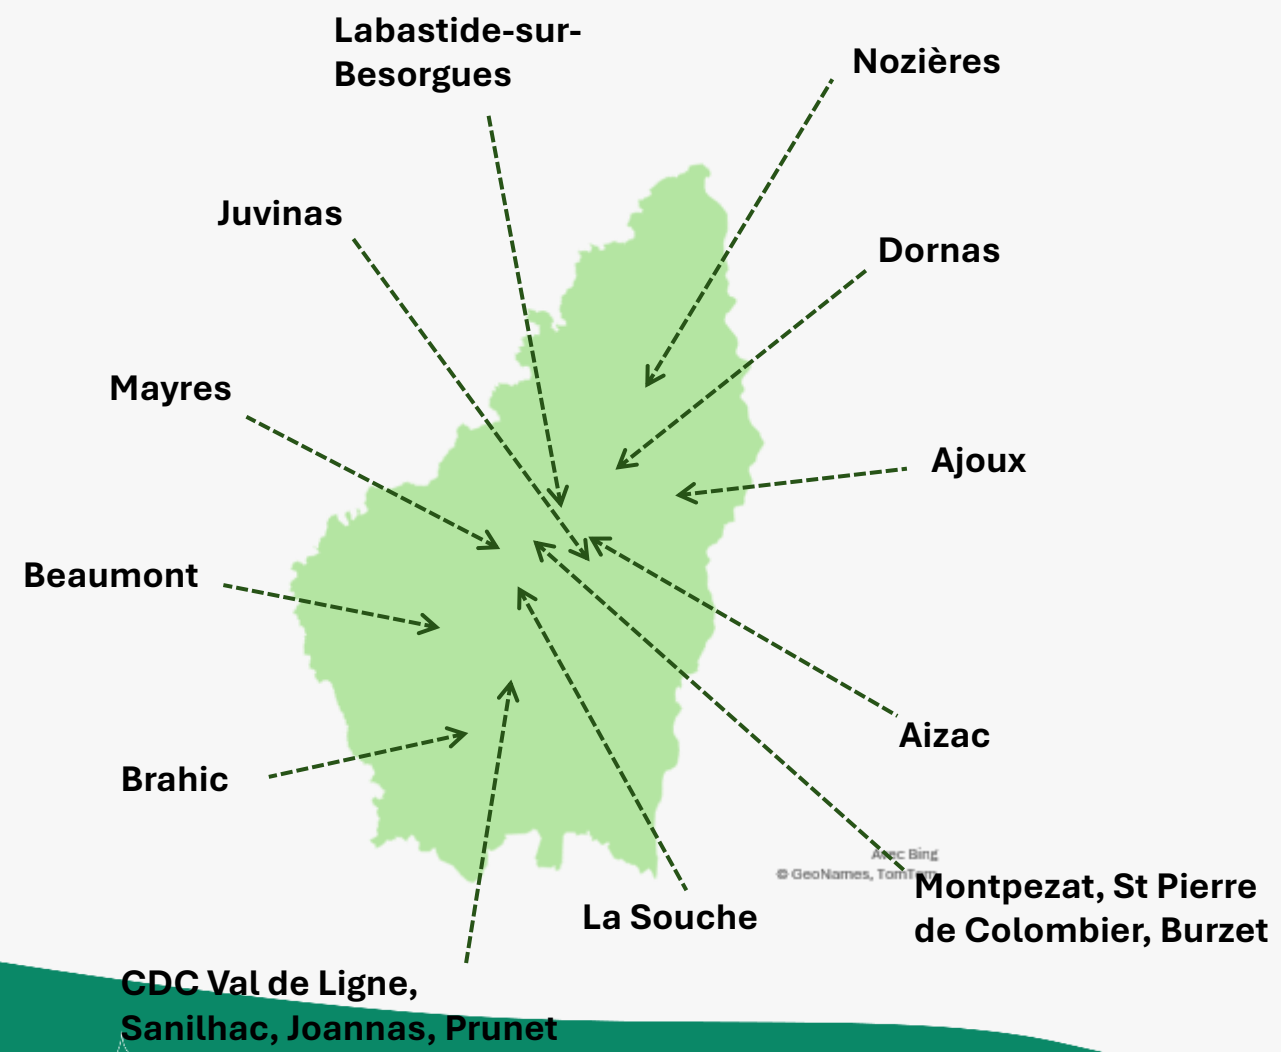 Labastide-sur-
Besorgues
Nozières
Juvinas
Dornas
Mayres
Ajoux
Beaumont
Aizac
Brahic
Avec Bing
© GeoNames, TomTom
Montpezat, St Pierre
de Colombier, Burzet
La Souche
CDC Val de Ligne,
Sanilhac, Joannas, Prunet